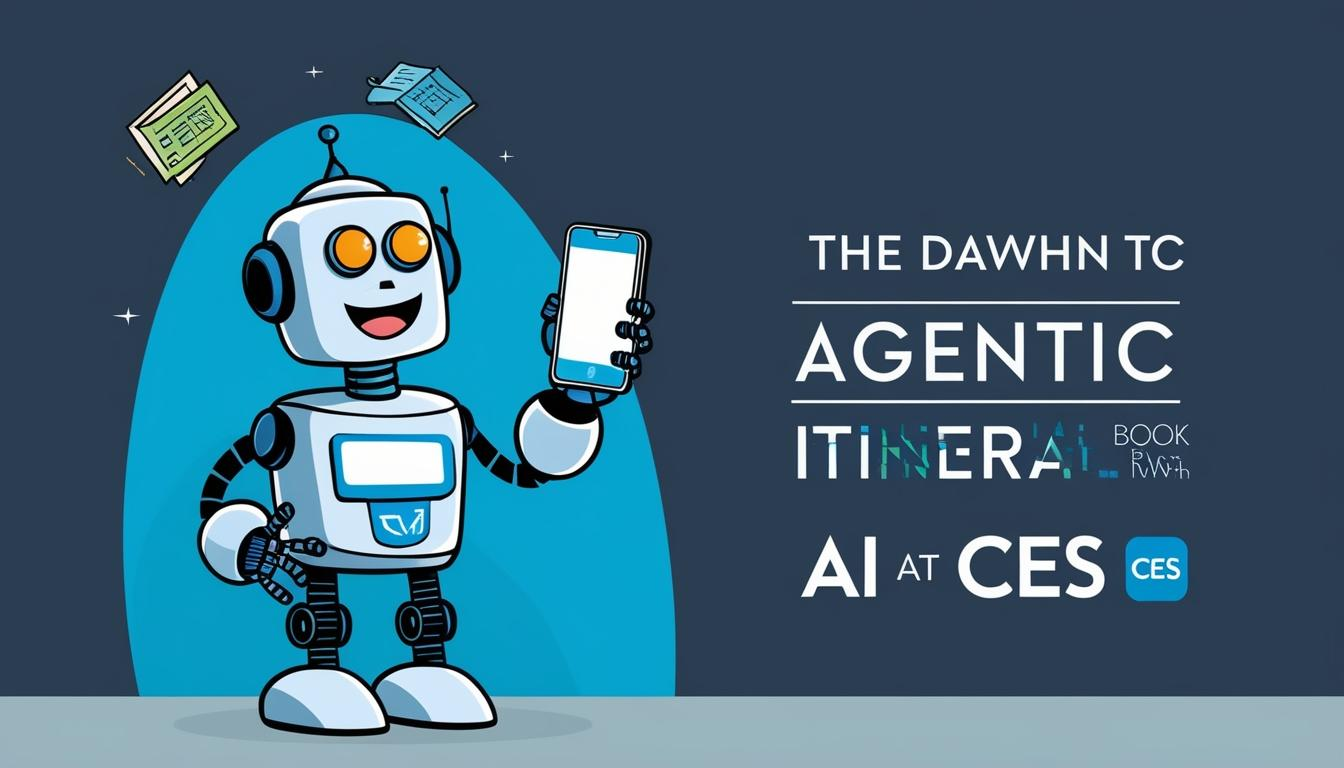 THE DAWHN TC
AGENTIC
BOOK
AI AT CES CES